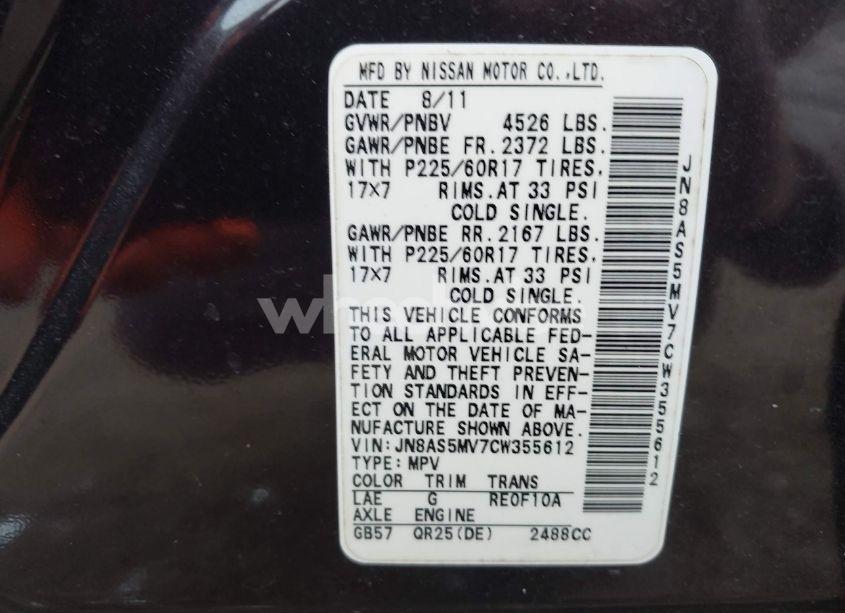 MFD BY NISSAN MOTOR CO.,LTD.
DATE 8/11
GVWR/PNBV 4526 LBS.
GAWR/PNBE FR. 2372 LBS.
WITH P225/60R17 TIRES,
17X7 RIMS.AT 33 PSI
COLD SINGLE.
GAWR/PNBE RR. 2167 LBS.
WITH P225/60R17 TIRES,
17X7 RIMS.AT 33 PSI
COLD SINGLE.
THIS VEHICLE CONFORMS
TO ALL APPLICABLE FED-
ERAL MOTOR VEHICLE SA-
FETY AND THEFT PREVEN-
TION STANDARDS IN EFF-
ECT ON THE DATE OF MA-
NUFACTURE SHOWN ABOVE.
VIN:JN8AS5MV7CW355612
TYPE:MPV
COLOR TRIM TRANS
LAE G RE0F10A
AXLE ENGINE
GB57 QR25(DE) 2488CC
JN8AS5MV7CW355612